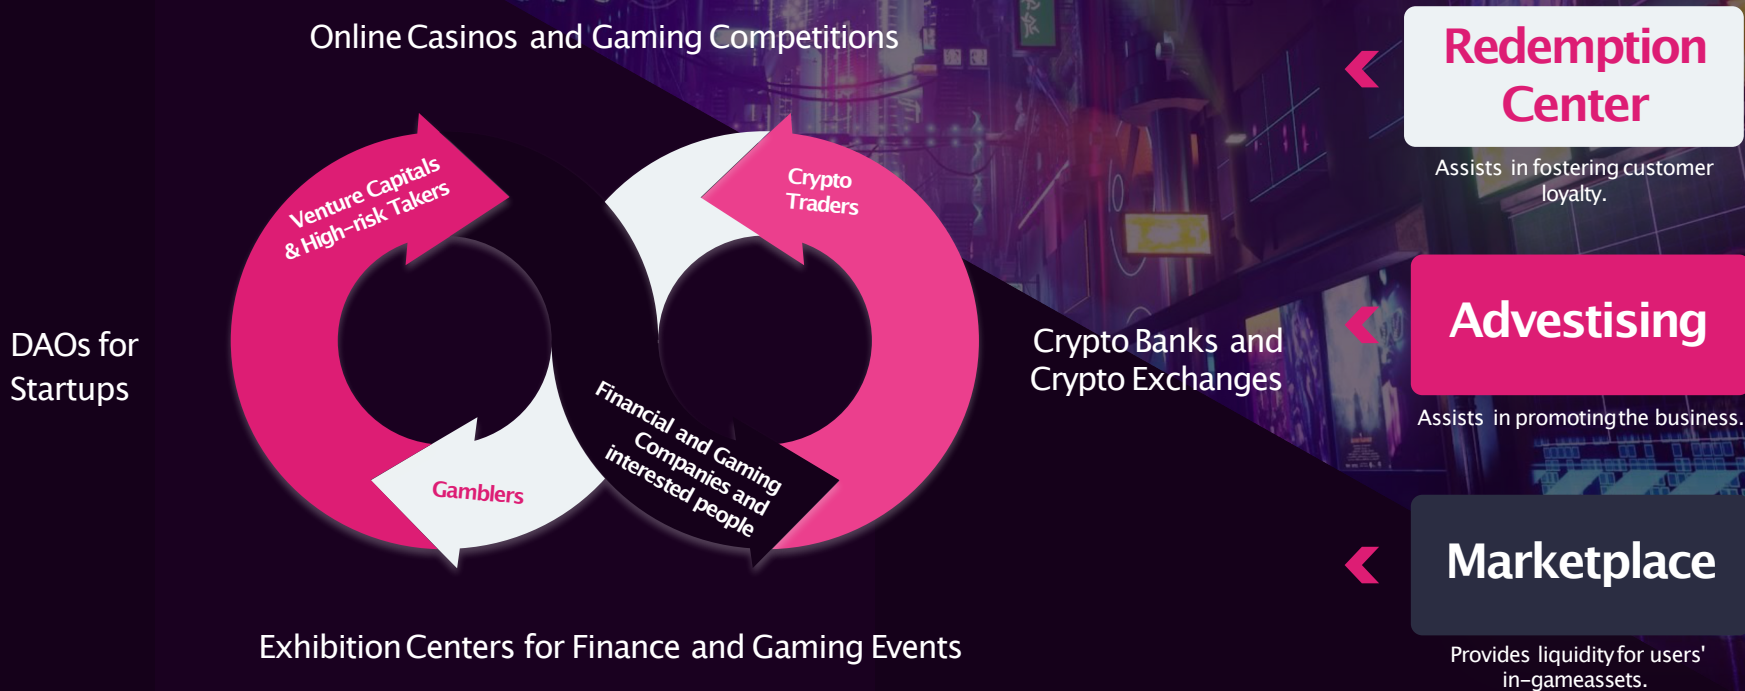 Online Casinos and Gaming Competitions
Venture Capitals
& High-risk Takers
Crypto
Traders
DAOs for
Startups
Financial and Gaming
Companies and
interested people
Gamblers
Crypto Banks and
Crypto Exchanges
Exhibition Centers for Finance and Gaming Events
Redemption
Center
Assists in fostering customer
loyalty.
Advestising
Assists in promoting the business.
Marketplace
Provides liquidity for users'
in-gameassets.